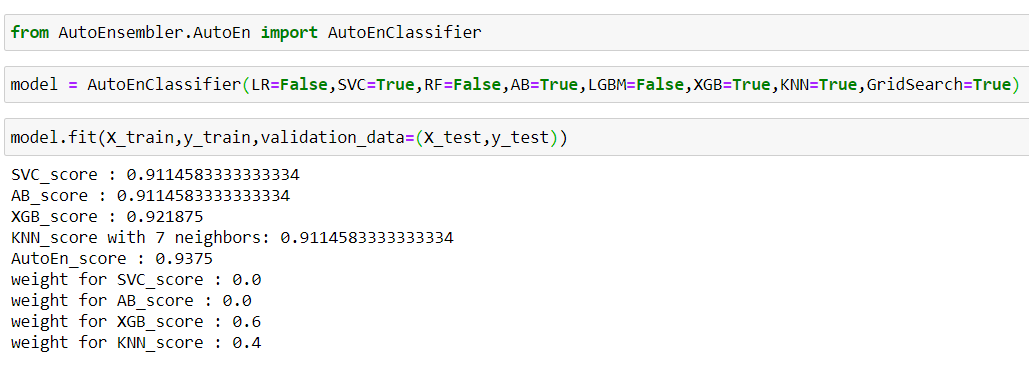 from AutoEnsembler.AutoEn import AutoEnClassifier
model = AutoEnClassifier(LR=False,SVC=True,RF=False,AB=True,LGBM=False,XGB=True,KNN=True,GridSearch=True)
model.fit(X_train,y_train,validation_data=(X_test,y_test))
SVC_score : 0.9114583333333334
AB_score : 0.9114583333333334
XGB_score : 0.921875
KNN_score with 7 neighbors: 0.9114583333333334
AutoEn_score : 0.9375
weight for SVC_score : 0.0
weight for AB_score : 0.0
weight for XGB_score : 0.6
weight for KNN_score : 0.4